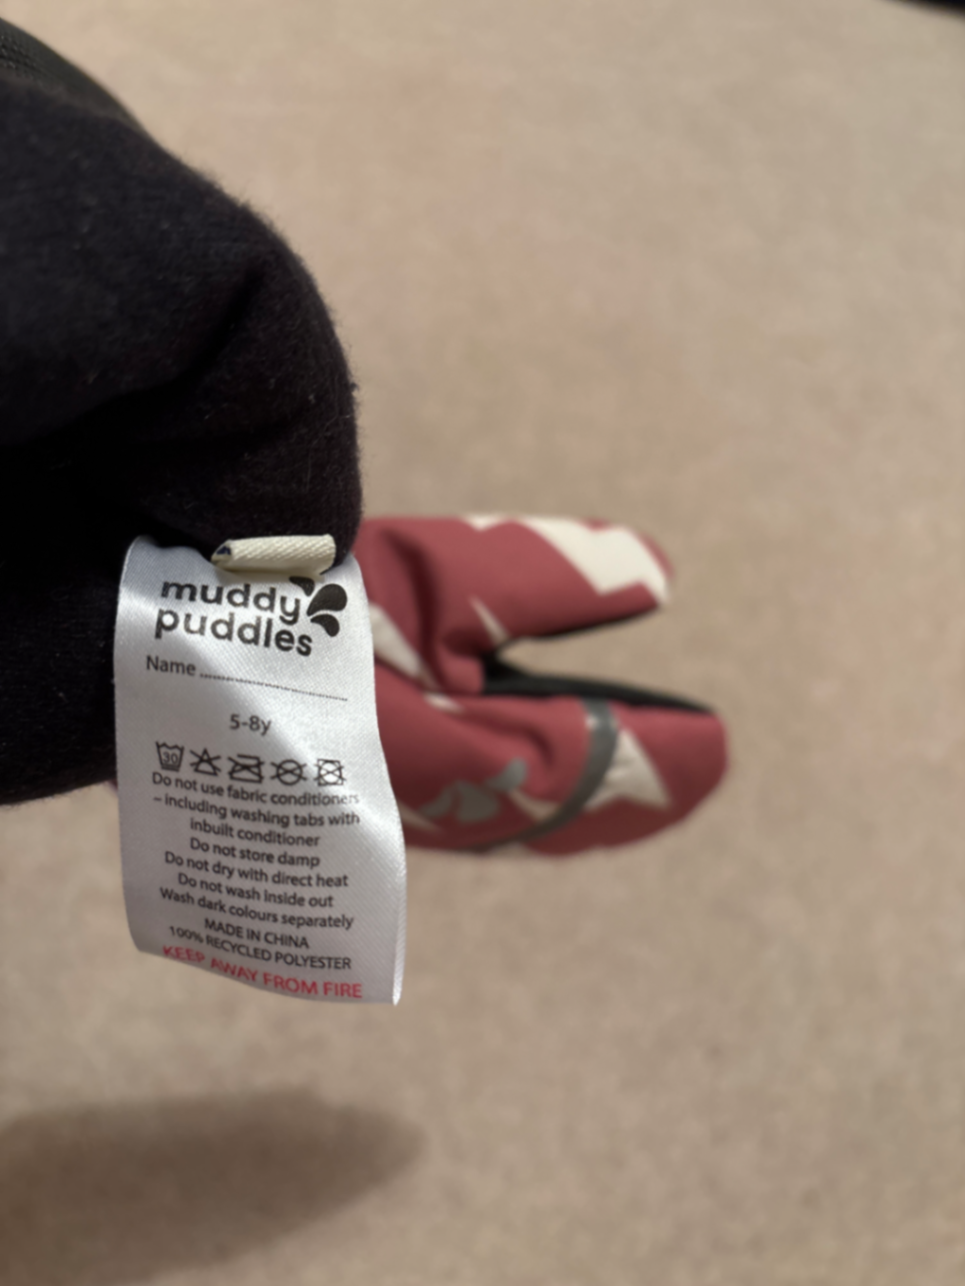 muddy
puddles
Name ........................................
5-8y
30
Do not use fabric conditioners
– including washing tabs with
inbuilt conditioner
Do not store damp
Do not dry with direct heat
Do not wash inside out
Wash dark colours separately
MADE IN CHINA
100% RECYCLED POLYESTER
KEEP AWAY FROM FIRE